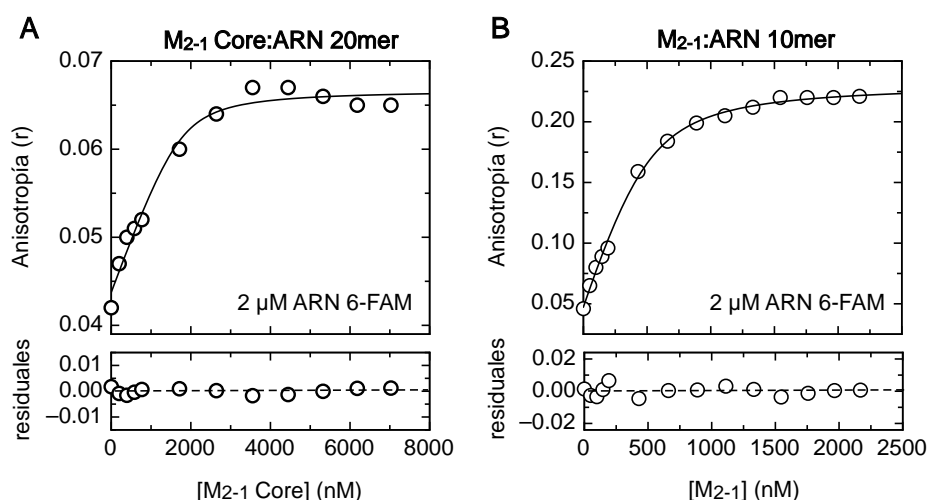 A
M2-1 Core:ARN 20mer
0.07
0.06
0.05
0.04
Anisotropía (r)
2 µM ARN 6-FAM
0.01
0.00
–0.01
residuales
0 2000 4000 6000 8000
[M2-1 Core] (nM)
B
M2-1:ARN 10mer
0.25
0.20
0.15
0.10
0.05
Anisotropía (r)
2 µM ARN 6-FAM
0.02
0.00
–0.02
residuales
0 500 1000 1500 2000 2500
[M2-1] (nM)